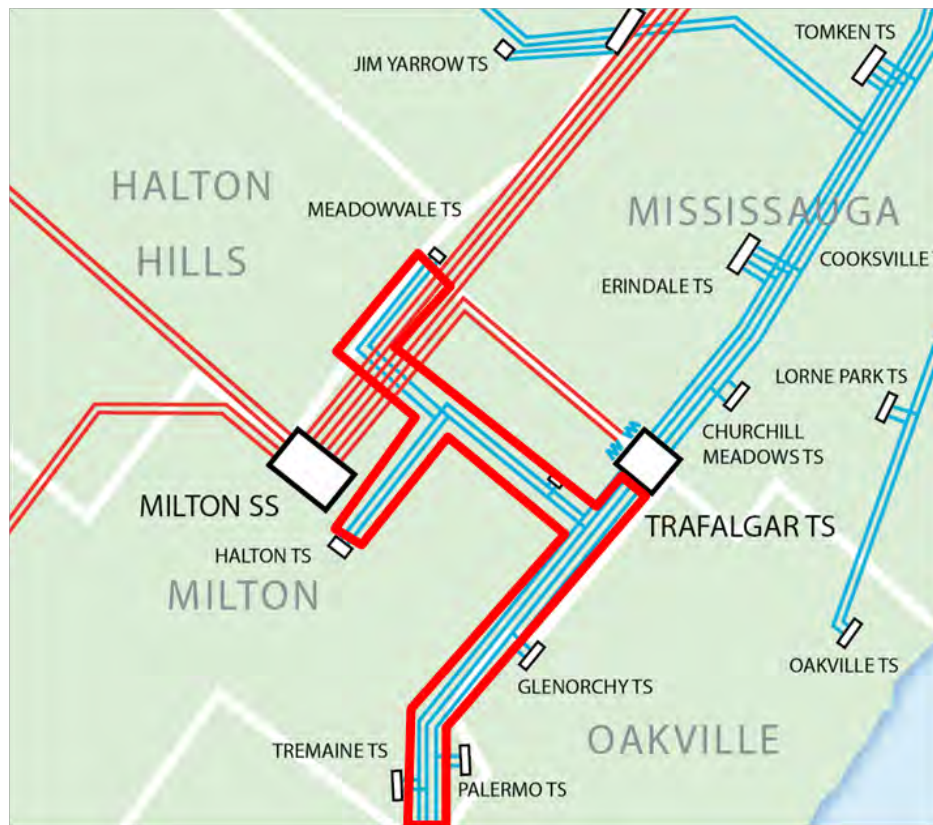 TOMKEN TS
JIM YARROW TS
HALTON
HILLS
MEADOWVALE TS
MISSISSAUGA
COOKSVILLE
ERINDALE TS
LORNE PARK TS
CHURCHILL
MEADOWS TS
MILTON SS
TRAFALGAR TS
HALTON TS
MILTON
OAKVILLE TS
GLENORCHY TS
OAKVILLE
TREMAINE TS
PALERMO TS